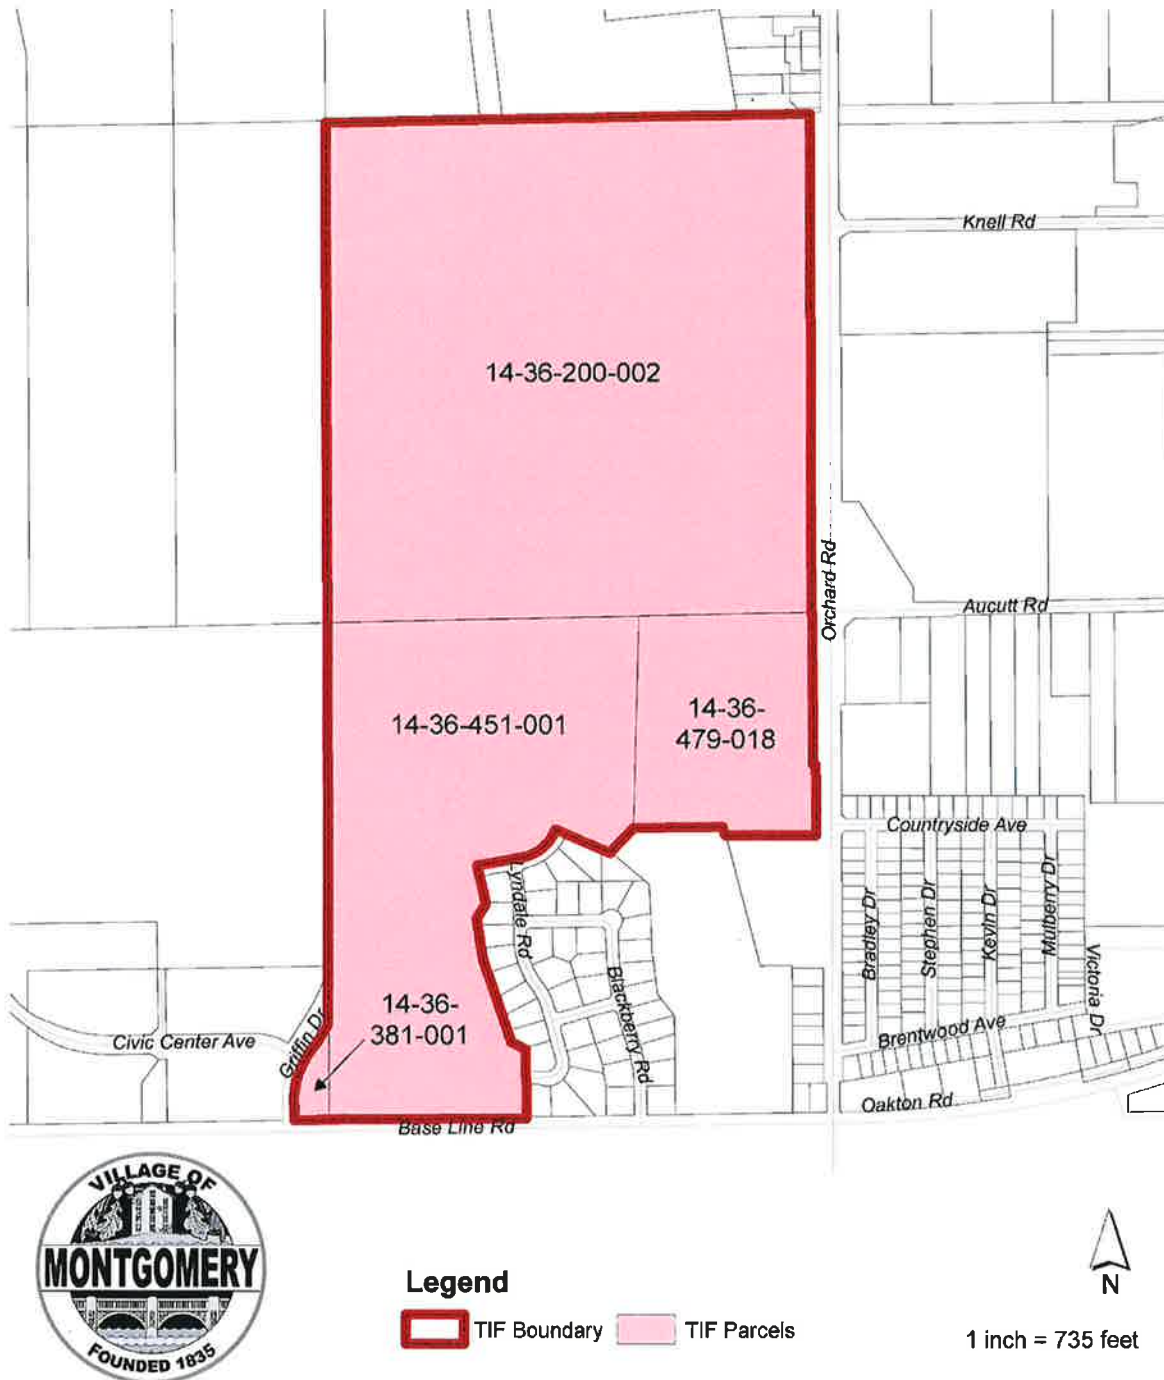 Knell Rd
14-36-200-002
Orchard Rd
Aucutt Rd
14-36-451-001
14-36-
479-018
Countryside Ave
Lyndale Rd
Bradley Dr
Stephen Dr
Kevin Dr
Mulberry Dr
Victoria Dr
Blackberry Rd
14-36-
381-001
Griffin Dr
Civic Center Ave
Brentwood Ave
Oakton Rd
Base Line Rd
VILLAGE OF
MONTGOMERY
FOUNDED 1835
Legend
TIF Boundary
TIF Parcels
N
1 inch = 735 feet